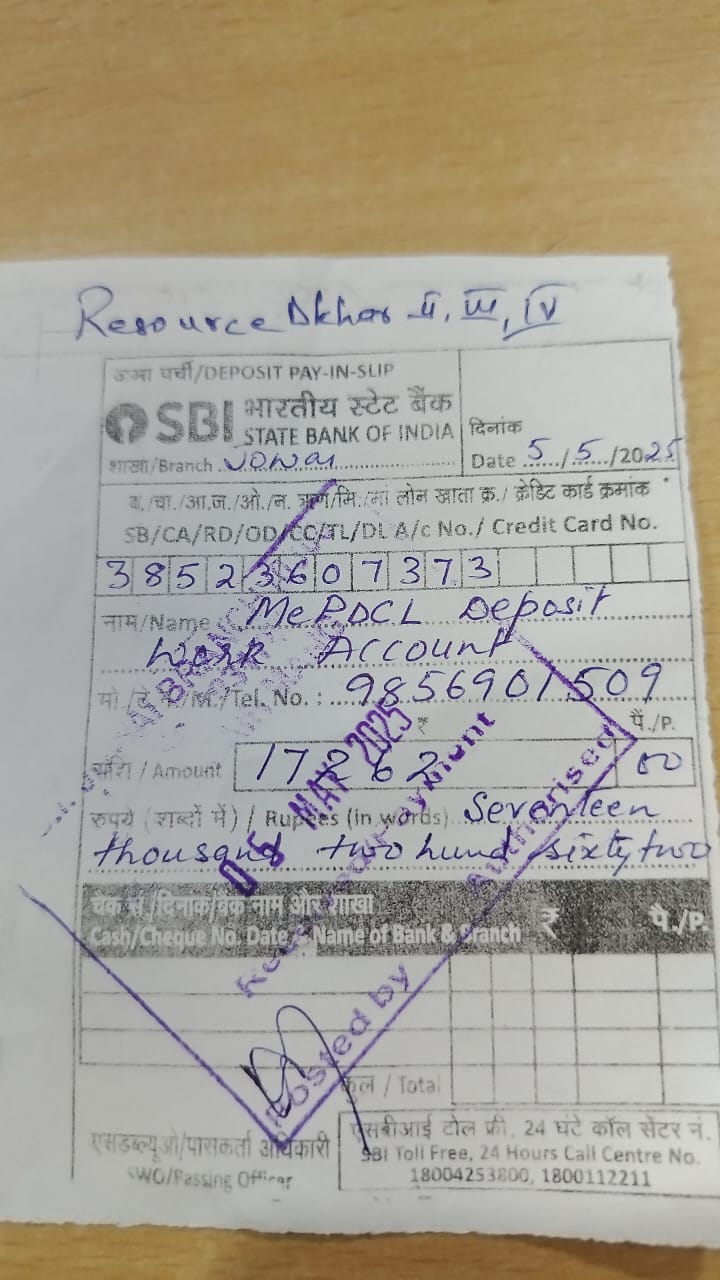 Resource Dkhar II, III, IV
जमा पर्ची/DEPOSIT PAY-IN-SLIP
SBI भारतीय स्टेट बैंक
STATE BANK OF INDIA
शाखा/Branch Jowai
दिनांक
Date 5/5/2025
ब./चा./आ.ज./ओ./न. ऋण/मि./मां लोन खाता क्र./ क्रेडिट कार्ड क्रमांक
SB/CA/RD/OD/CC/TL/DL A/c No./ Credit Card No.
38523607373
नाम/Name MePDCL Deposit
Work Account
/Tel. No.: 9856901509
₹ पै./P.
राशि / Amount 17262 00
रुपये (शब्दों में) / Rupees (in words) Seventeen
thousand two hund sixty two
05 MAY 2025
Payment
Authorised
Posted by
चेक सं./दिनांक/बैंक नाम और शाखा ₹ पै./P.
Cash/Cheque No. Date Name of Bank & Branch
कुल / Total
एसडब्ल्यूओ/पासकर्ता अधिकारी
SWO/Passing Officer
एसबीआई टोल फ्री, 24 घंटे कॉल सेंटर नं.
SBI Toll Free, 24 Hours Call Centre No.
18004253800, 1800112211